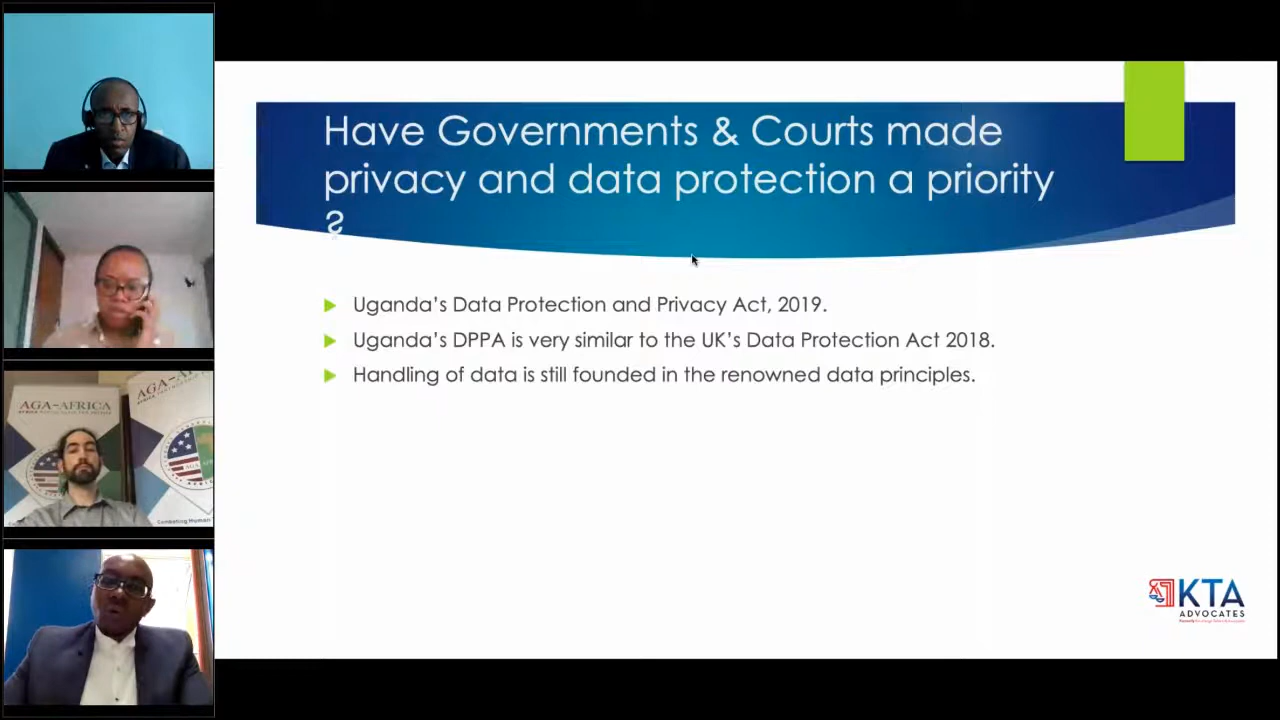 Have Governments & Courts made
privacy and data protection a priority
?
Uganda's Data Protection and Privacy Act, 2019.
Uganda's DPPA is very similar to the UK's Data Protection Act 2018.
Handling of data is still founded in the renowned data principles.
AGA-AFRICA
AGA-AFRICA
KTA
ADVOCATES